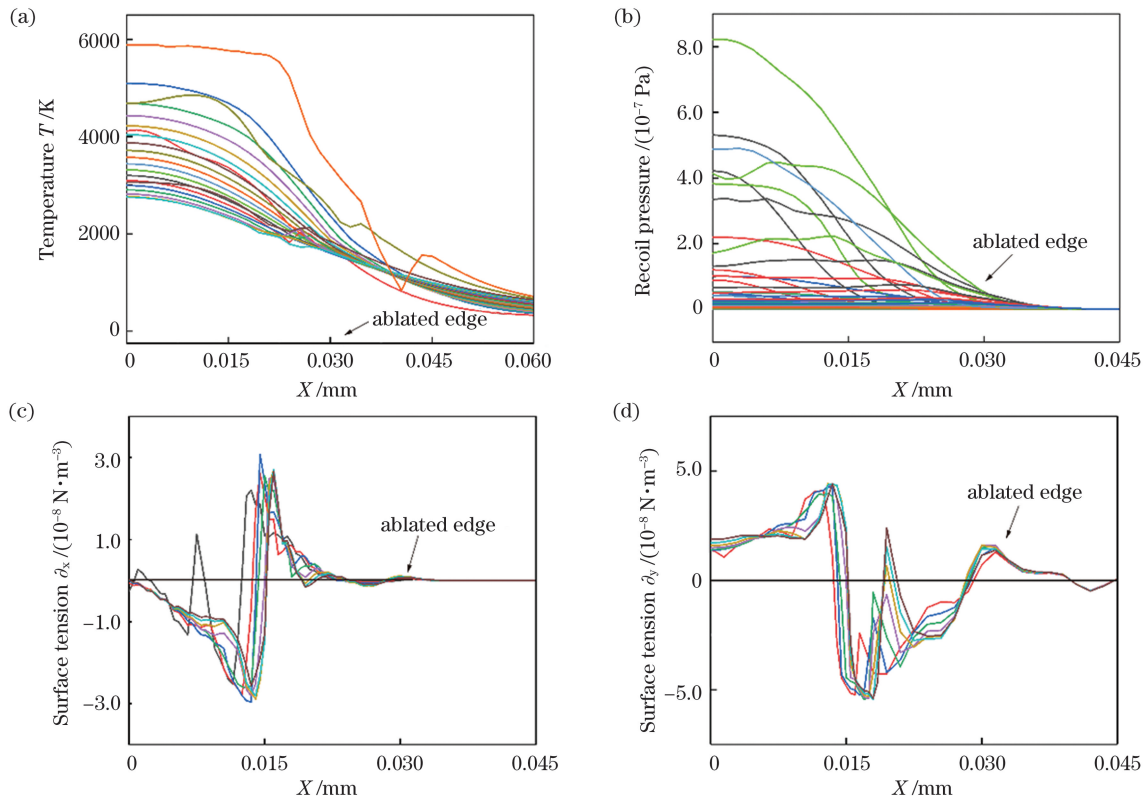 (a)
6000
4000
2000
0
Temperature T /K
ablated edge
0 0.015 0.030 0.045 0.060
X /mm
(b)
8.0
6.0
4.0
2.0
0
Recoil pressure /(10⁻⁷ Pa)
ablated edge
0 0.015 0.030 0.045
X /mm
(c)
3.0
1.0
−1.0
−3.0
Surface tension ∂x /(10⁻⁸ N•m⁻³)
ablated edge
0 0.015 0.030 0.045
X /mm
(d)
5.0
0
−5.0
Surface tension ∂y /(10⁻⁸ N•m⁻³)
ablated edge
0 0.015 0.030 0.045
X /mm